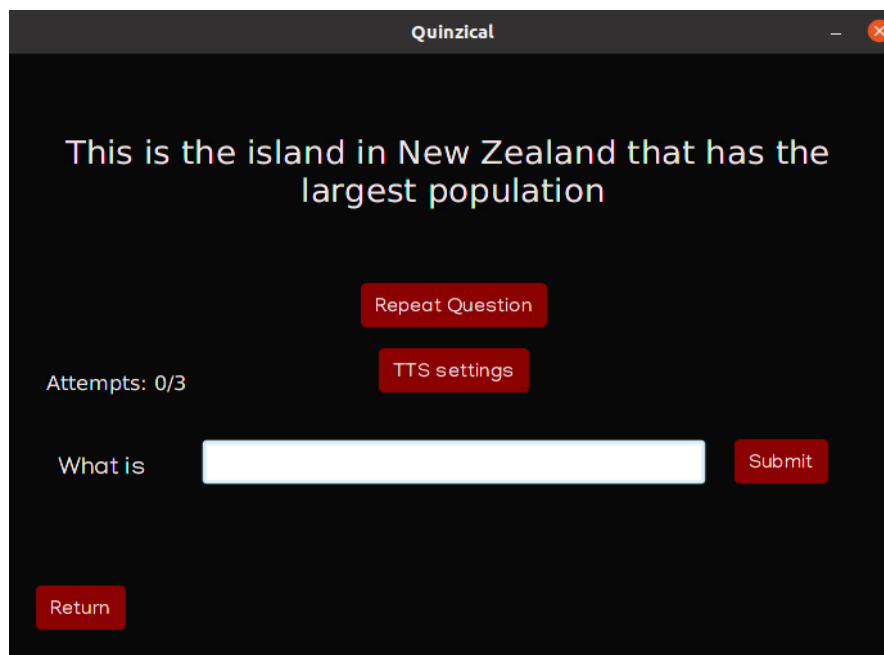 Quinzical
This is the island in New Zealand that has the
largest population
Repeat Question
TTS settings
Attempts: 0/3
What is
Submit
Return